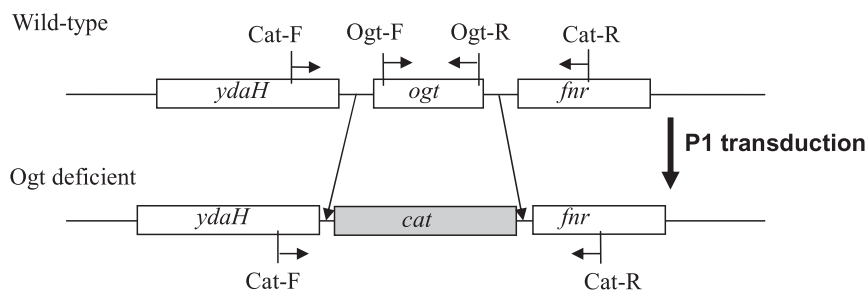 Wild-type
Cat-F
Ogt-F
Ogt-R
Cat-R
ydaH
ogt
fnr
P1 transduction
Ogt deficient
ydaH
cat
fnr
Cat-F
Cat-R